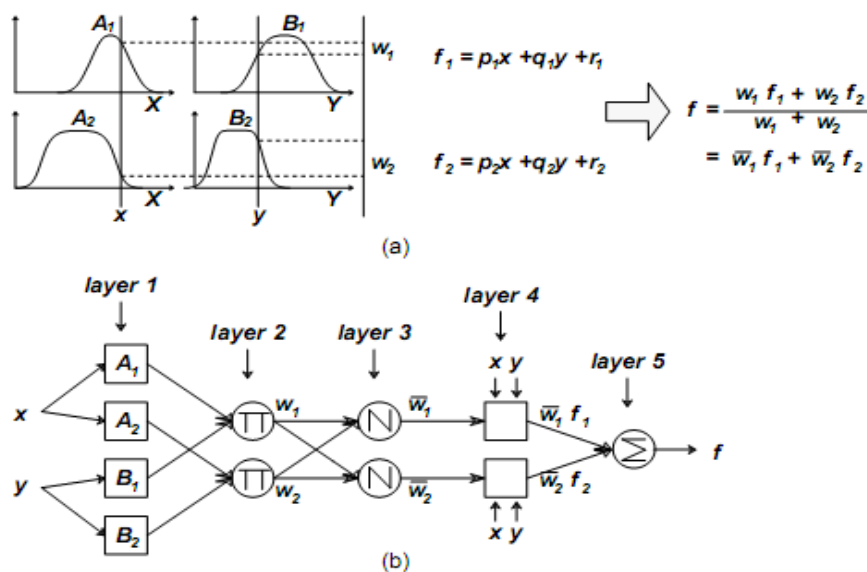 A₁ B₁
w₁ f₁ = p₁x + q₁y + r₁
X Y
f = w₁ f₁ + w₂ f₂ / w₁ + w₂
= w̅₁ f₁ + w̅₂ f₂
A₂ B₂
w₂ f₂ = p₂x + q₂y + r₂
X Y
x y
(a)
layer 1
layer 2 layer 3 layer 4 layer 5
x y
A₁
x
A₂
w₁ w̅₁ w̅₁ f₁
∏ N
Σ f
y
B₁
∏ N
w₂ w̅₂ w̅₂ f₂
B₂
x y
(b)